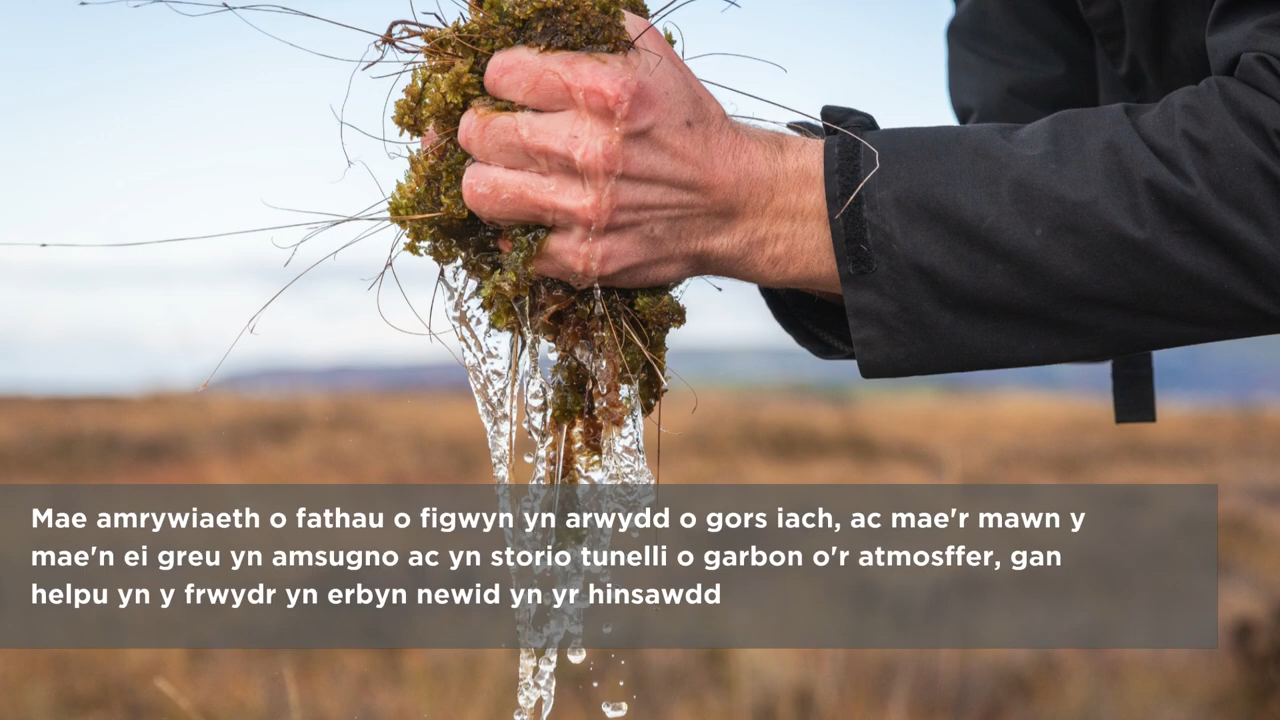 Mae amrywiaeth o fathau o figwyn yn arwydd o gors iach, ac mae'r mawn y
mae'n ei greu yn amsugno ac yn storio tunelli o garbon o'r atmosffer, gan
helpu yn y frwydr yn erbyn newid yn yr hinsawdd